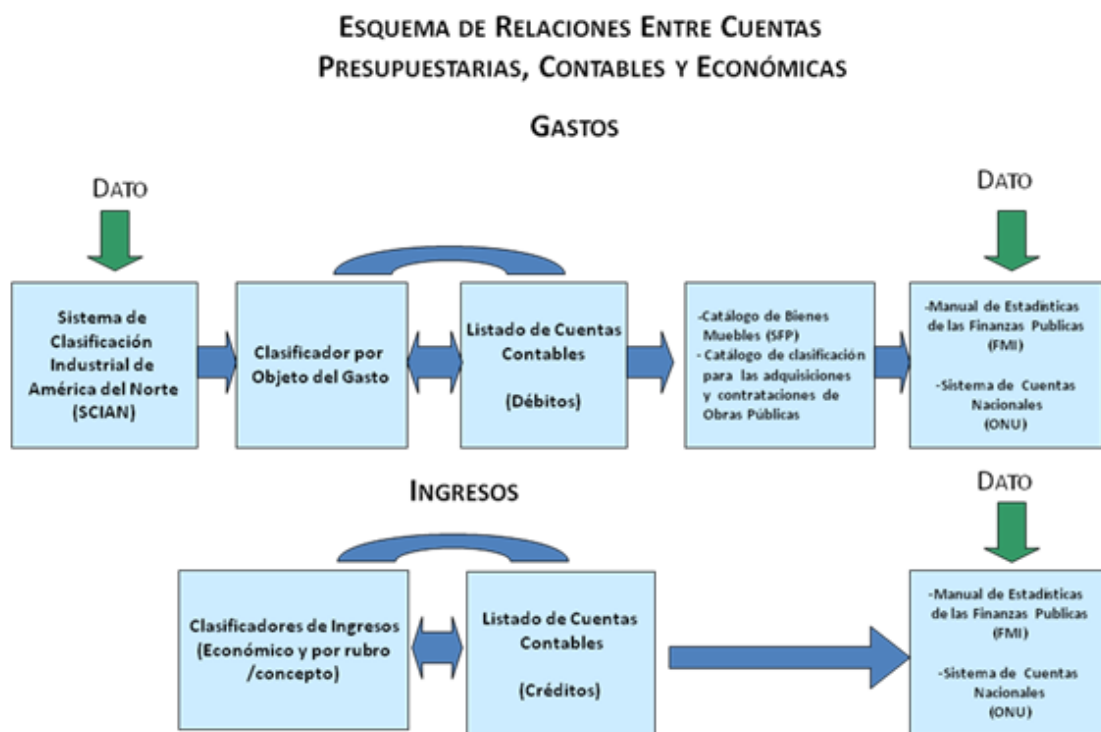 ESQUEMA DE RELACIONES ENTRE CUENTAS
PRESUPUESTARIAS, CONTABLES Y ECONÓMICAS
GASTOS
DATO
DATO
Sistema de
Clasificación
Industrial de
América del Norte
(SCIAN)
Clasificador por
Objeto del Gasto
Listado de Cuentas
Contables
(Débitos)
-Catálogo de Bienes
Muebles (SFP)
- Catálogo de clasificación
para las adquisiciones
y contrataciones de
Obras Públicas
-Manual de Estadísticas
de las Finanzas Publicas
(FMI)
-Sistema de Cuentas
Nacionales
(ONU)
INGRESOS
DATO
Clasificadores de Ingresos
(Económico y por rubro
/concepto)
Listado de Cuentas
Contables
(Créditos)
-Manual de Estadísticas
de las Finanzas Publicas
(FMI)
-Sistema de Cuentas
Nacionales
(ONU)